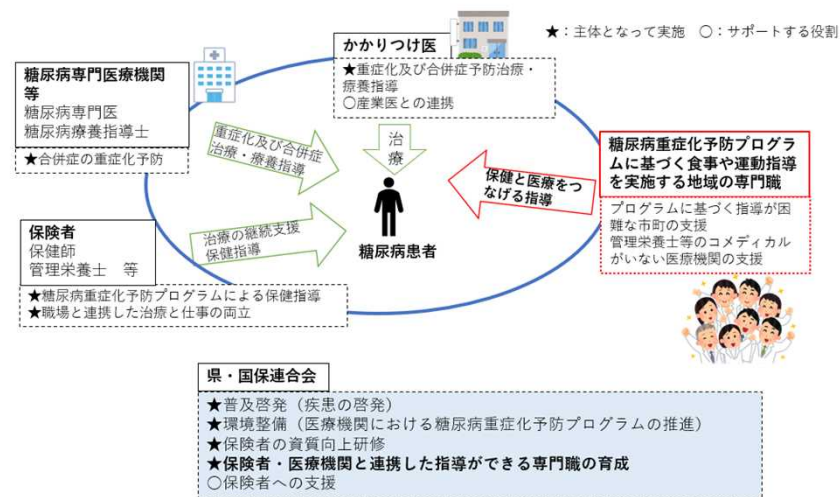 ★：主体となって実施　○：サポートする役割
かかりつけ医
★重症化及び合併症予防治療・
療養指導
○産業医との連携
糖尿病専門医療機関
等
糖尿病専門医
糖尿病療養指導士
★合併症の重症化予防
重症化及び合併症
治療・療養指導
治療
保健と医療をつ
なげる指導
糖尿病重症化予防プログラ
ムに基づく食事や運動指導
を実施する地域の専門職
プログラムに基づく指導が困
難な市町の支援
管理栄養士等のコメディカル
がいない医療機関の支援
保険者
保健師
管理栄養士　等
治療の継続支援
保健指導
糖尿病患者
★糖尿病重症化予防プログラムによる保健指導
★職場と連携した治療と仕事の両立
県・国保連合会
★普及啓発（疾患の啓発）
★環境整備（医療機関における糖尿病重症化予防プログラムの推進）
★保険者の資質向上研修
★保険者・医療機関と連携した指導ができる専門職の育成
○保険者への支援